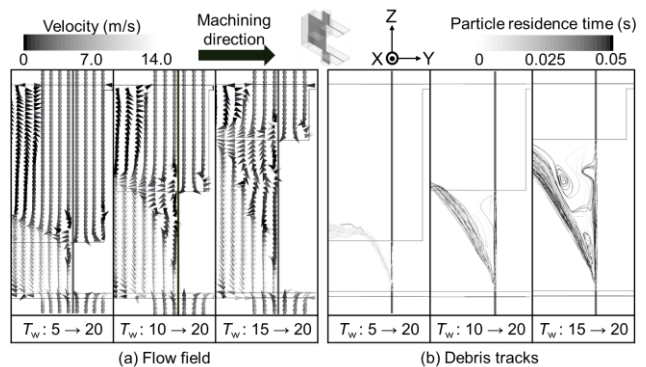 Velocity (m/s)
0 7.0 14.0
Machining
direction
Z
X Y
Particle residence time (s)
0 0.025 0.05
Tw: 5 → 20
Tw: 10 → 20
Tw: 15 → 20
Tw: 5 → 20
Tw: 10 → 20
Tw: 15 → 20
(a) Flow field
(b) Debris tracks